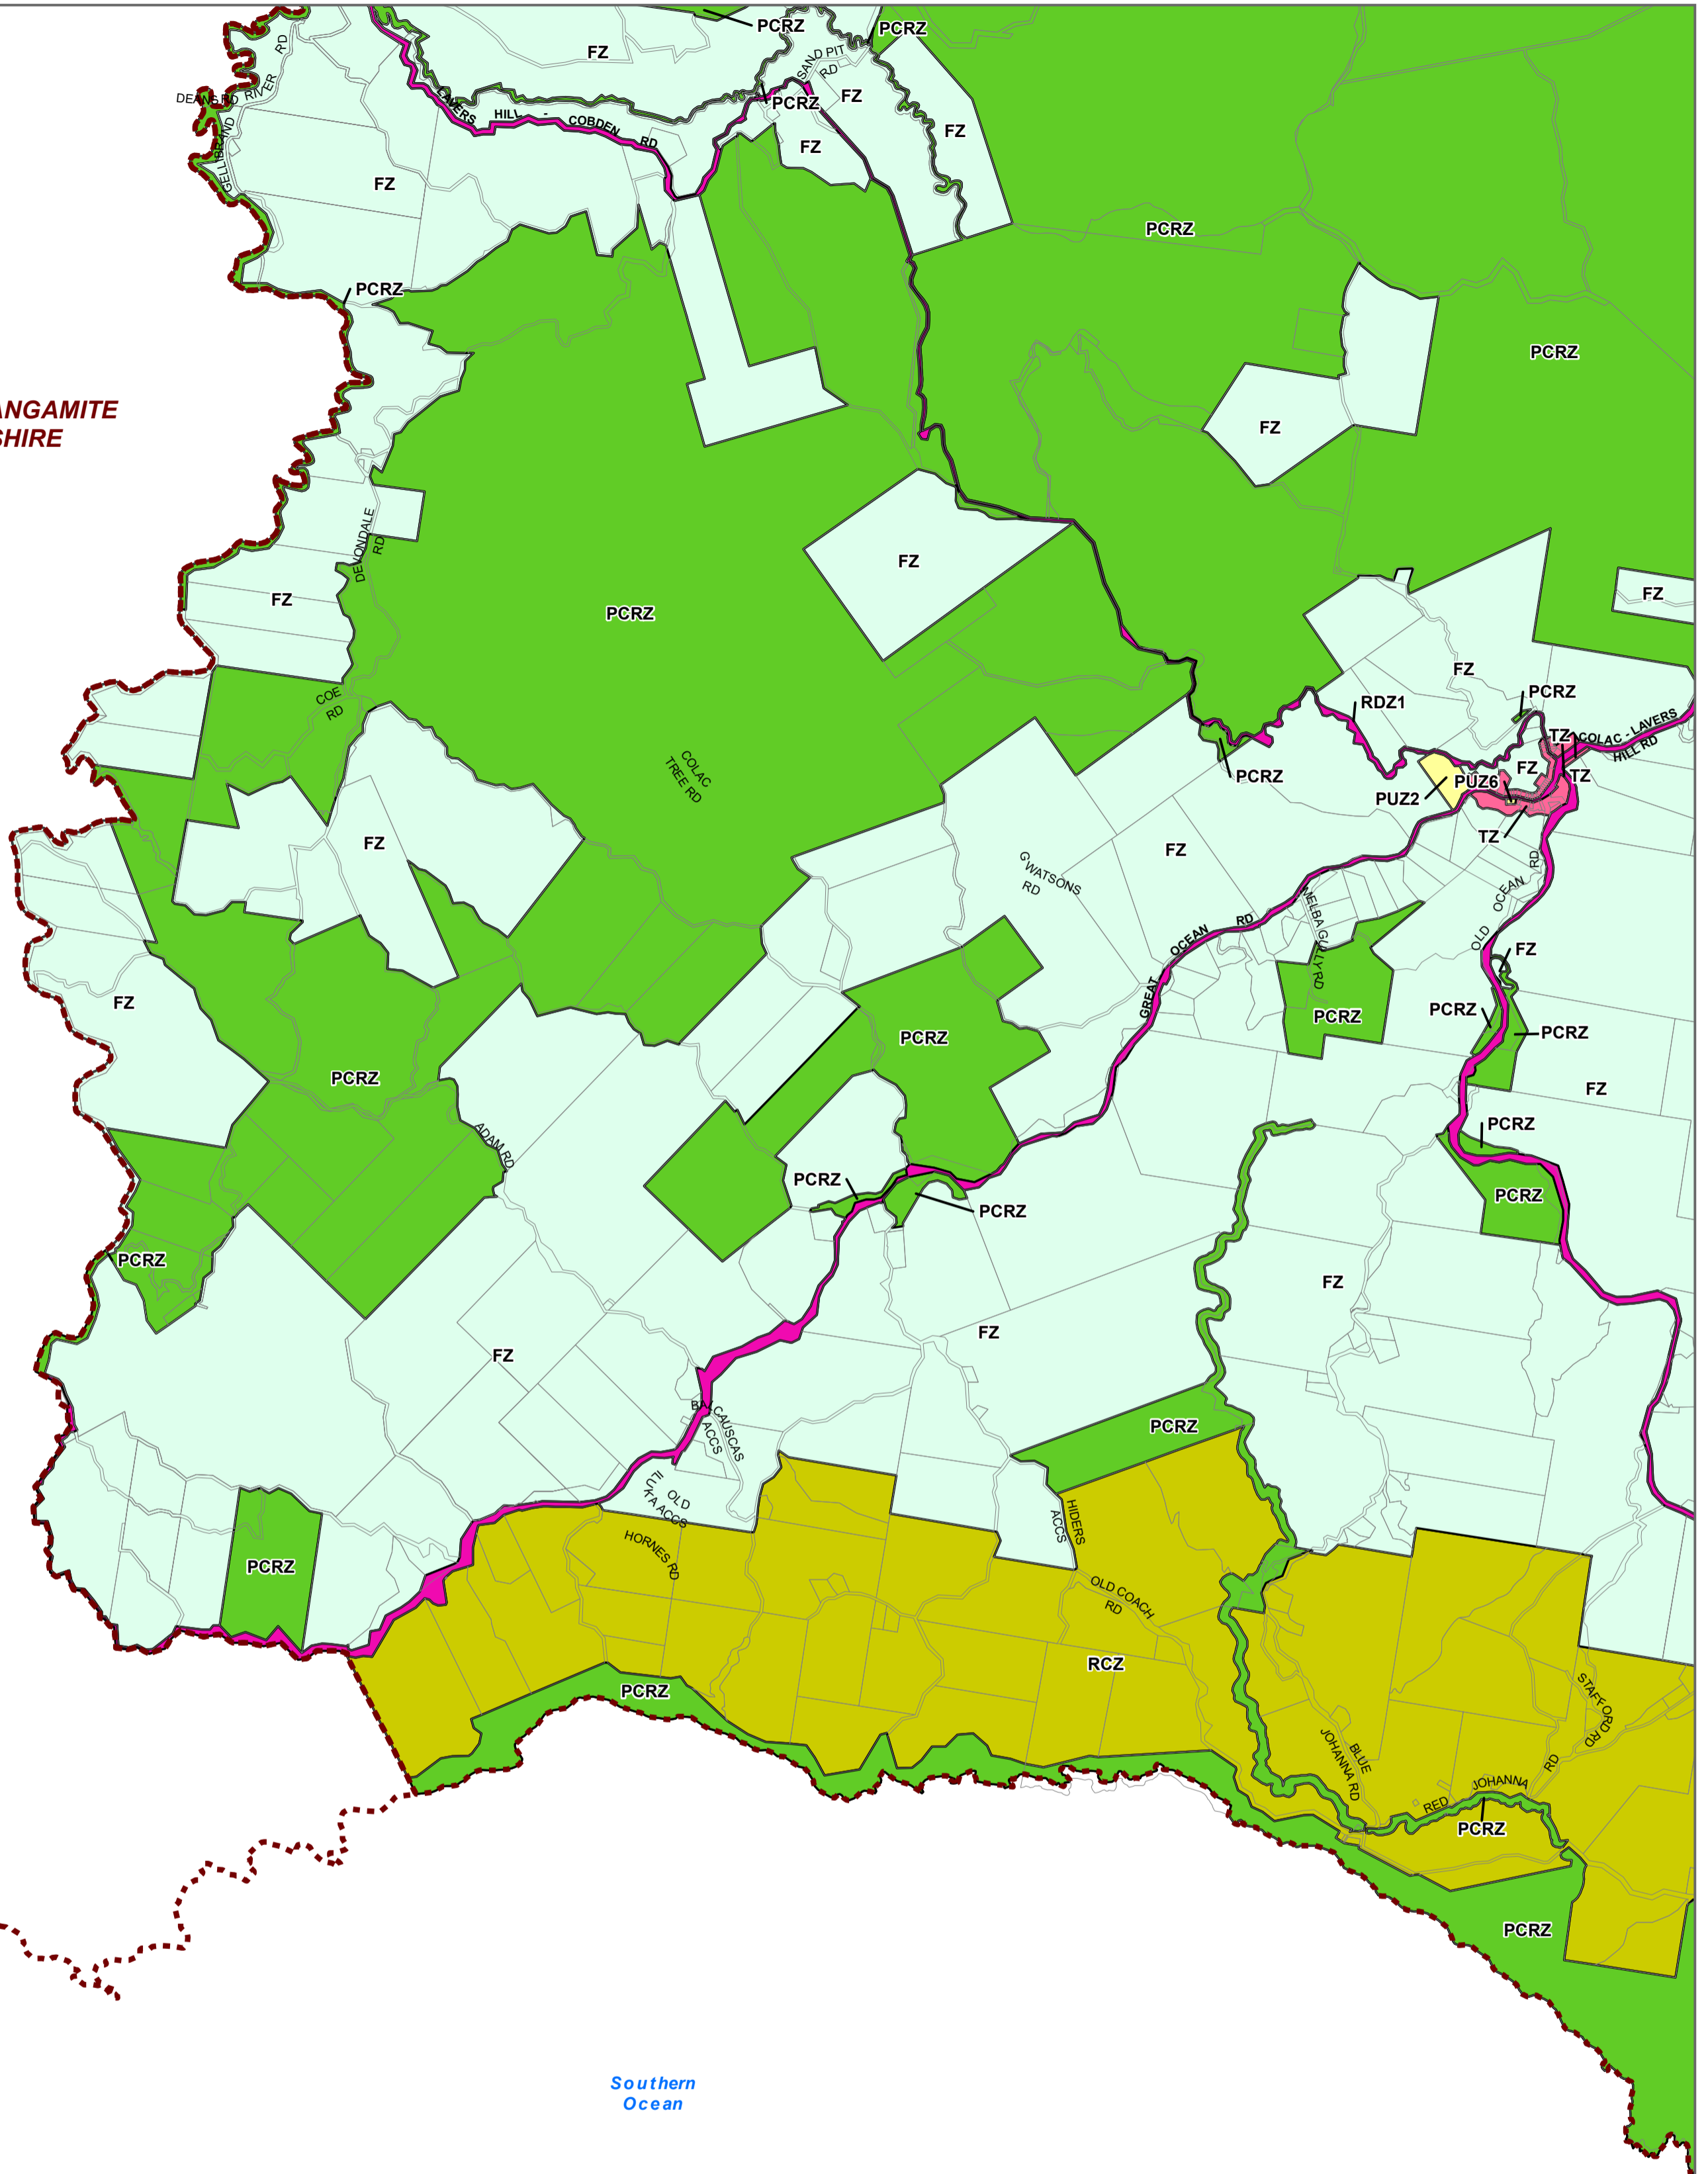 PCRZ
PCRZ
FZ
RD
SAND PIT
RD
DEANS RD
RIVER
GELLIBRAND
LAVERS
HILL
-
COBDEN
RD
PCRZ
FZ
FZ
FZ
FZ
PCRZ
PCRZ
PCRZ
ANGAMITE
SHIRE
FZ
DEVONDALE
RD
FZ
FZ
PCRZ
FZ
FZ
COE
RD
PCRZ
RDZ1
COLAC - LAVERS
HILL RD
TZ
FZ
TZ
PUZ6
PUZ2
PCRZ
TZ
COLAC
TREE RD
FZ
FZ
G WATSONS
RD
MELBA GULLY RD
GREAT
OCEAN
RD
OLD
OCEAN
RD
FZ
FZ
PCRZ
PCRZ
PCRZ
PCRZ
PCRZ
FZ
ADAM RD
PCRZ
PCRZ
PCRZ
PCRZ
PCRZ
FZ
FZ
FZ
BALCAUSCAS
ACCS
PCRZ
OLD
ACCS
HORNES RD
HIDERS
ACCS
PCRZ
OLD COACH
RD
RCZ
PCRZ
STAFFORD RD
BLUE
JOHANNA RD
RED
JOHANNA
RD
PCRZ
PCRZ
Southern
Ocean